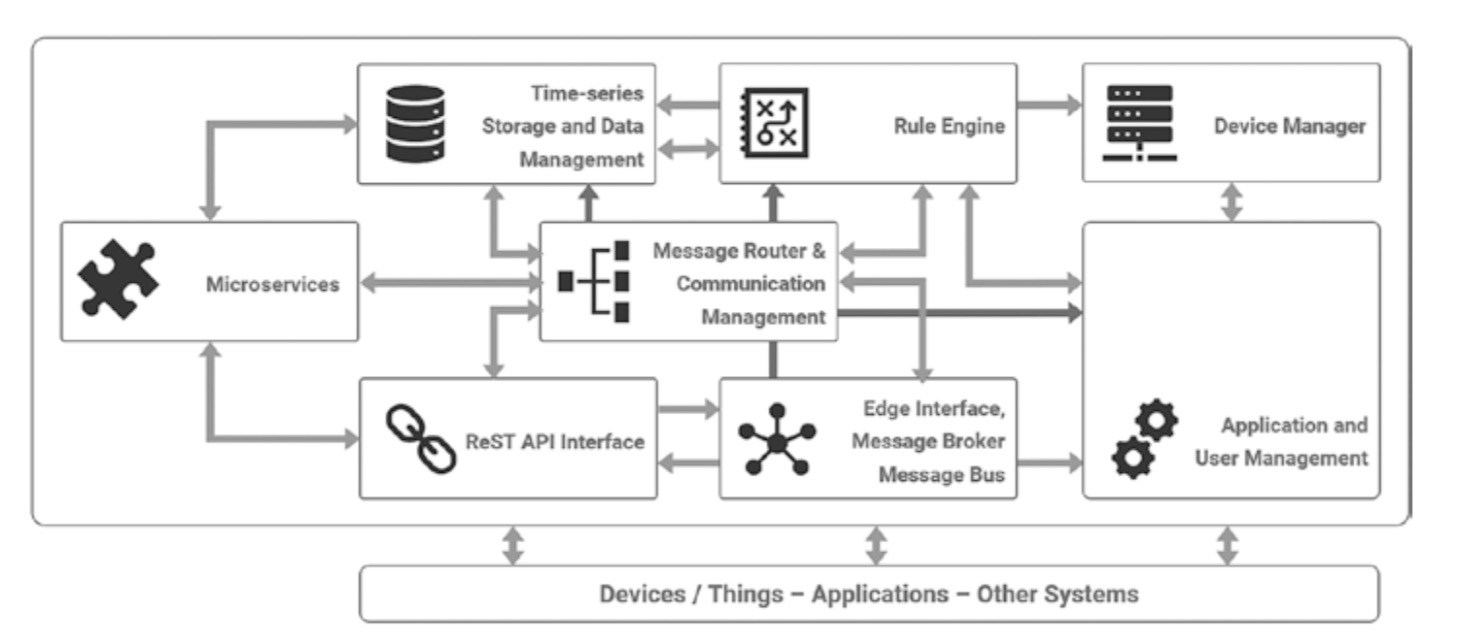 Time-series
Storage and Data
Management
Rule Engine
Device Manager
Microservices
Message Router &
Communication
Management
ReST API Interface
Edge Interface,
Message Broker
Message Bus
Application and
User Management
Devices / Things – Applications – Other Systems